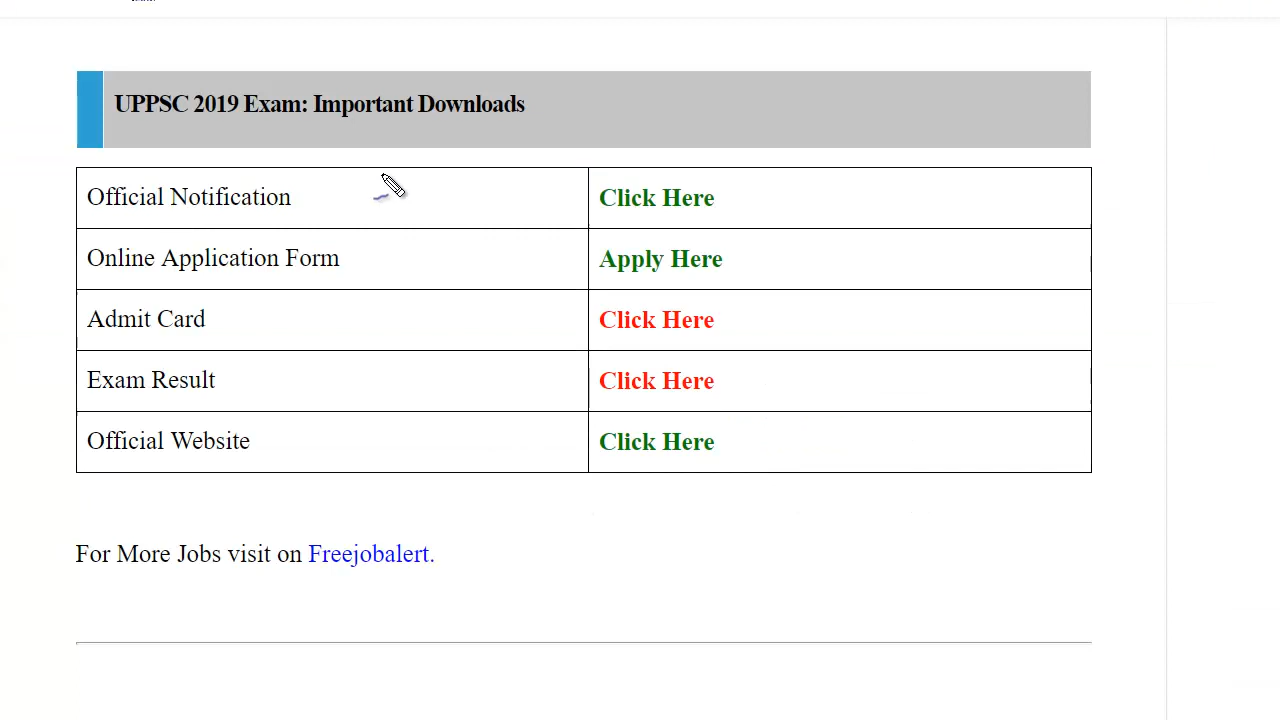 UPPSC 2019 Exam: Important Downloads
Official Notification Click Here
Online Application Form Apply Here
Admit Card Click Here
Exam Result Click Here
Official Website Click Here
For More Jobs visit on Freejobalert.